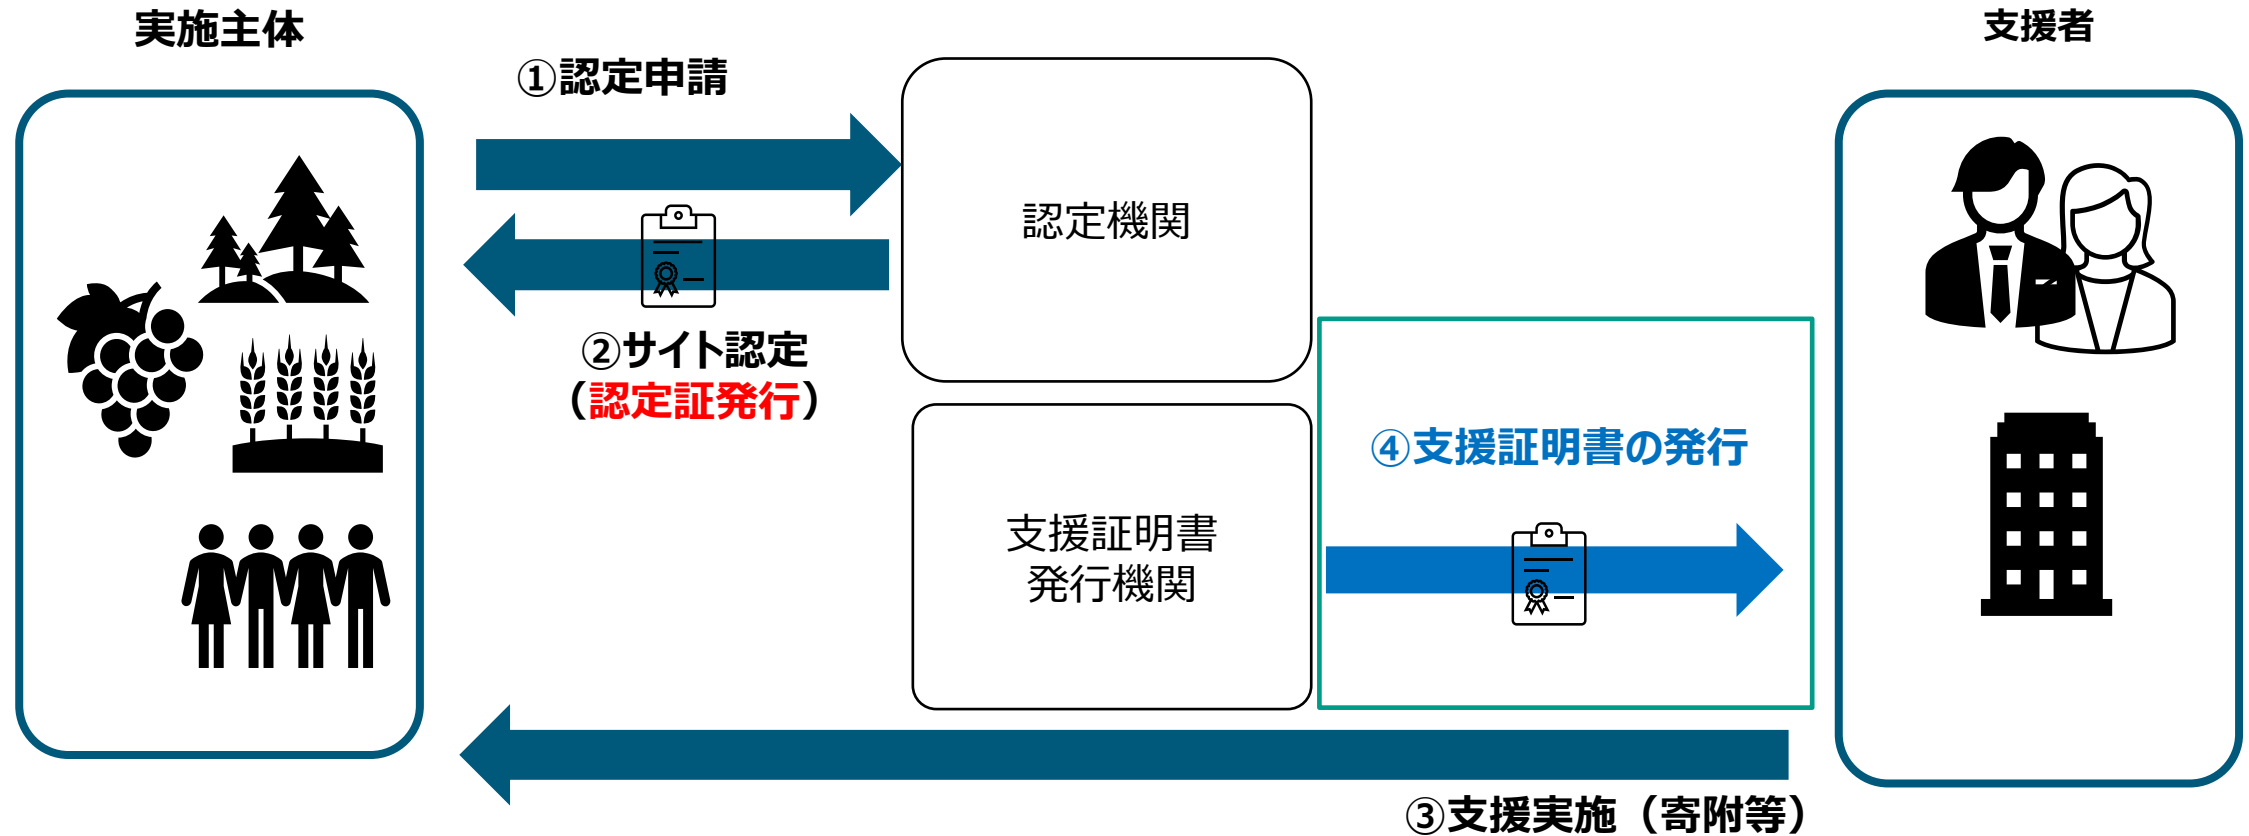 実施主体
支援者
①認定申請
認定機関
②サイト認定
（認定証発行）
④支援証明書の発行
支援証明書
発行機関
③支援実施（寄附等）